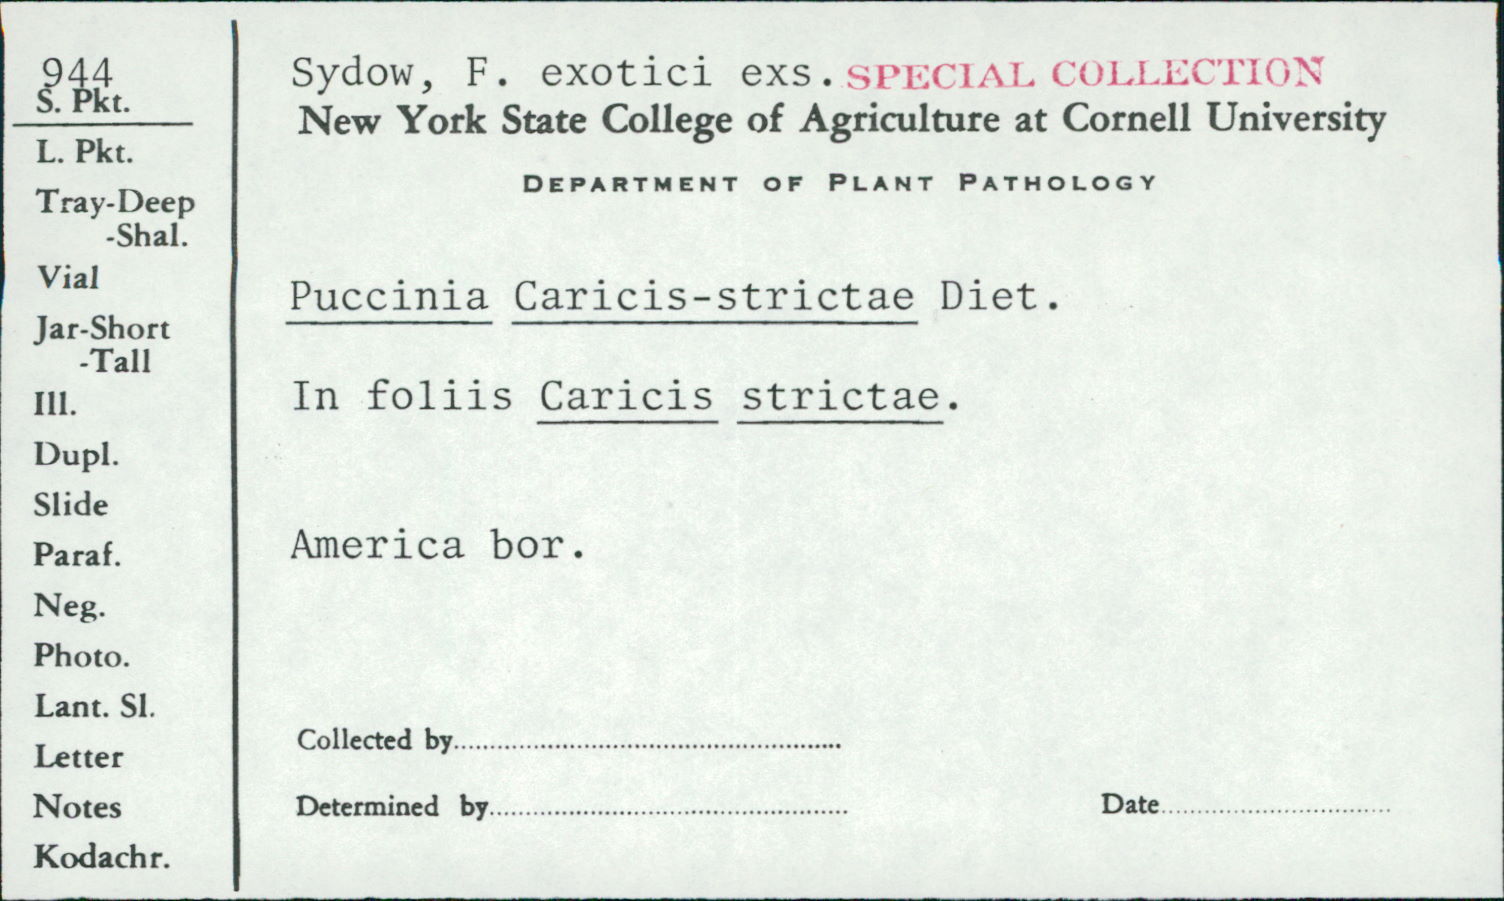 944
S. Pkt.
L. Pkt.
Tray-Deep
-Shal.
Vial
Jar-Short
-Tall
Ill.
Dupl.
Slide
Paraf.
Neg.
Photo.
Lant. Sl.
Letter
Notes
Kodachr.
Sydow, F. exotici exs. SPECIAL COLLECTION
New York State College of Agriculture at Cornell University
DEPARTMENT OF PLANT PATHOLOGY
Puccinia Caricis-strictae Diet.
In foliis Caricis strictae.
America bor.
Collected by
Determined by Date